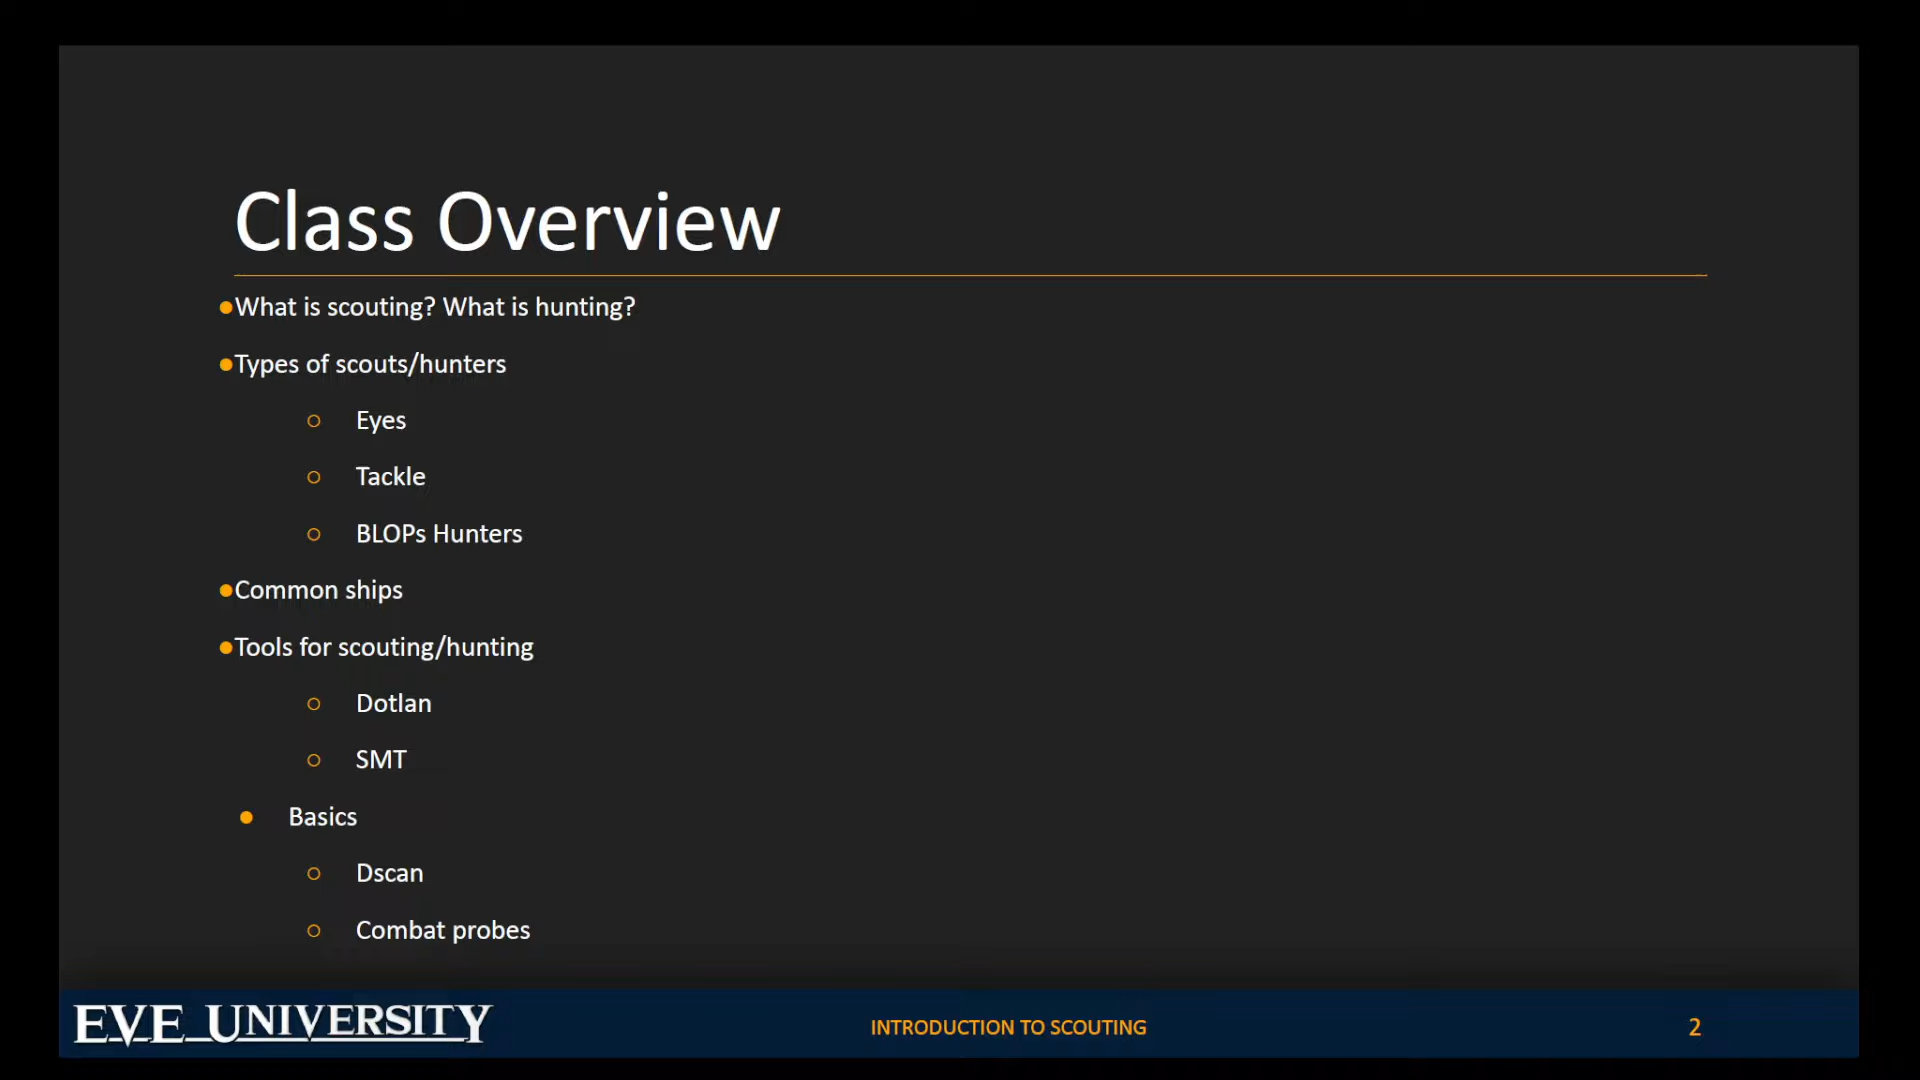 Class Overview
●What is scouting? What is hunting?
●Types of scouts/hunters
○ Eyes
○ Tackle
○ BLOPs Hunters
●Common ships
●Tools for scouting/hunting
○ Dotlan
○ SMT
● Basics
○ Dscan
○ Combat probes
EVE UNIVERSITY
INTRODUCTION TO SCOUTING
2